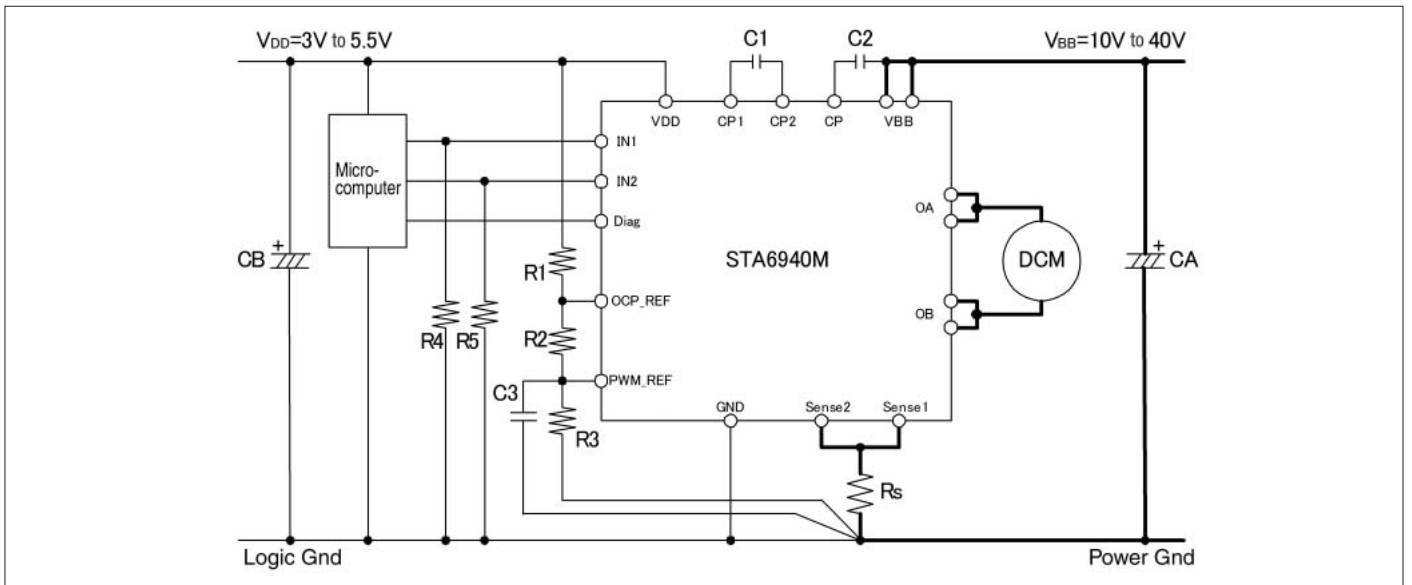 VDD=3V to 5.5V
C1
C2
VBB=10V to 40V
VDD
CP1
CP2
CP
VBB
IN1
Micro-
computer
IN2
OA
Diag
CB
+
R1
STA6940M
DCM
+
CA
OCP_REF
OB
R4
R5
R2
C3
PWM_REF
GND
Sense2
Sense1
R3
Rs
Logic Gnd
Power Gnd